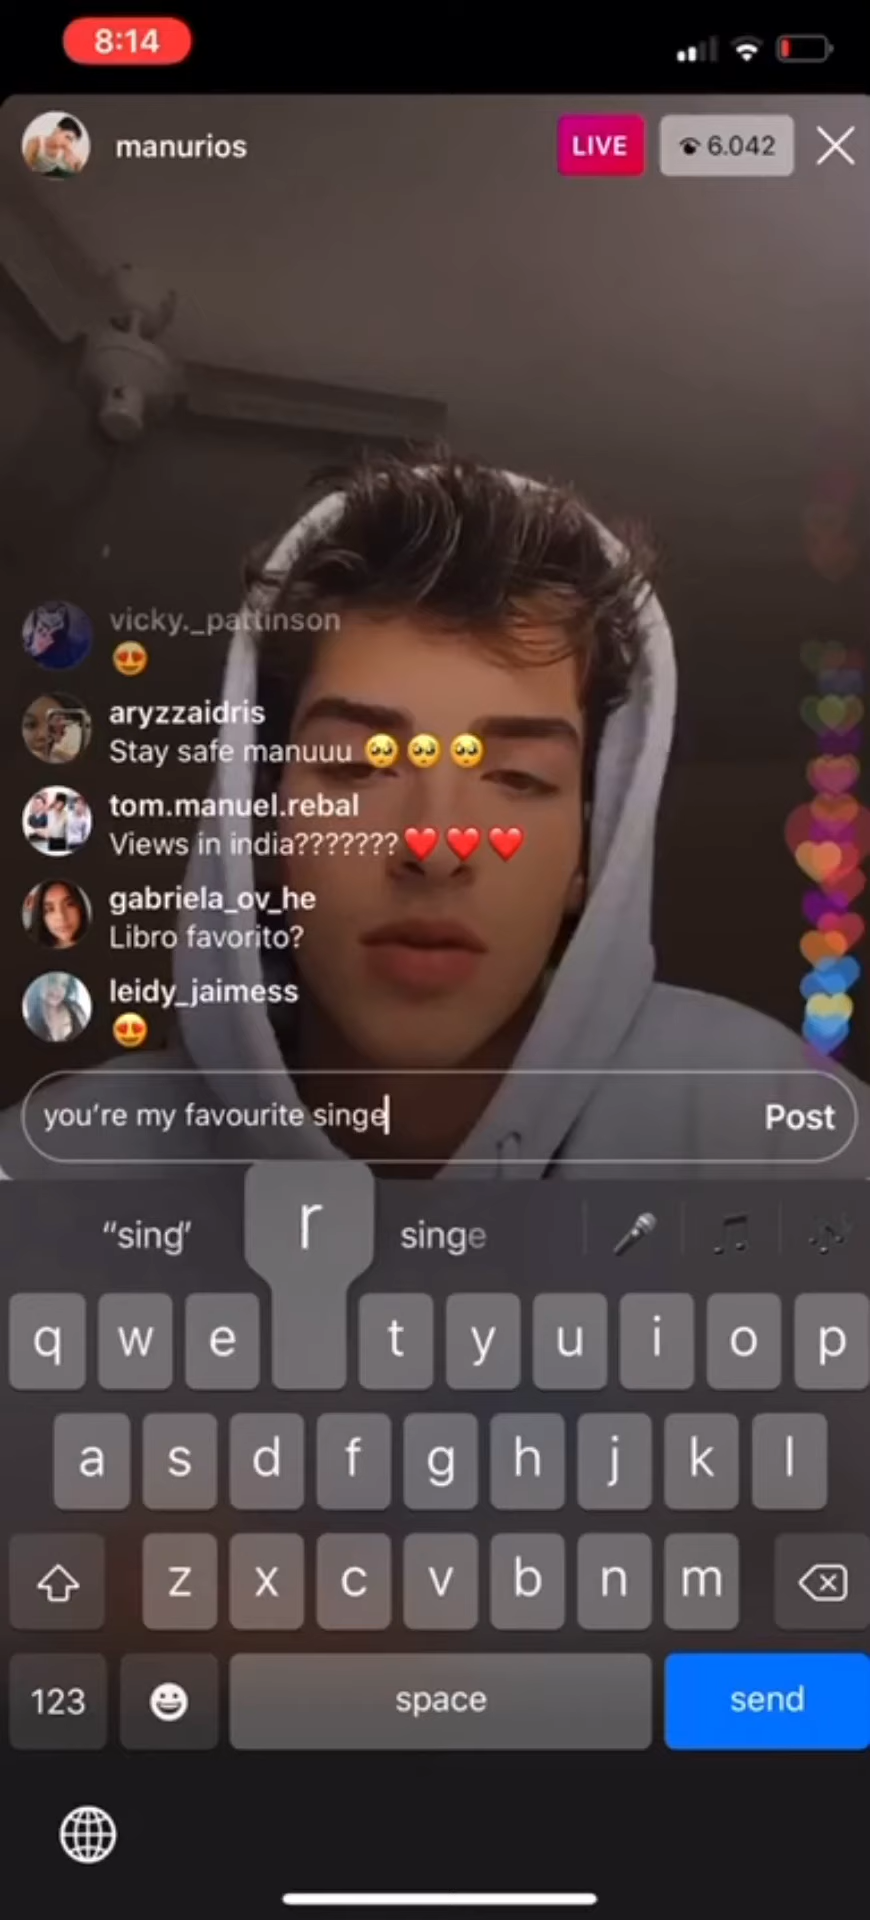 8:14
manurios LIVE 6.042
vicky._pattinson
😍
aryzzaidris
Stay safe manuuu 🥺🥺🥺
tom.manuel.rebal
Views in india???????❤️❤️❤️
gabriela_ov_he
Libro favorito?
leidy_jaimess
😍
you’re my favourite singe Post
“sing” r singe
q w e t y u i o p
a s d f g h j k l
z x c v b n m
123 space send